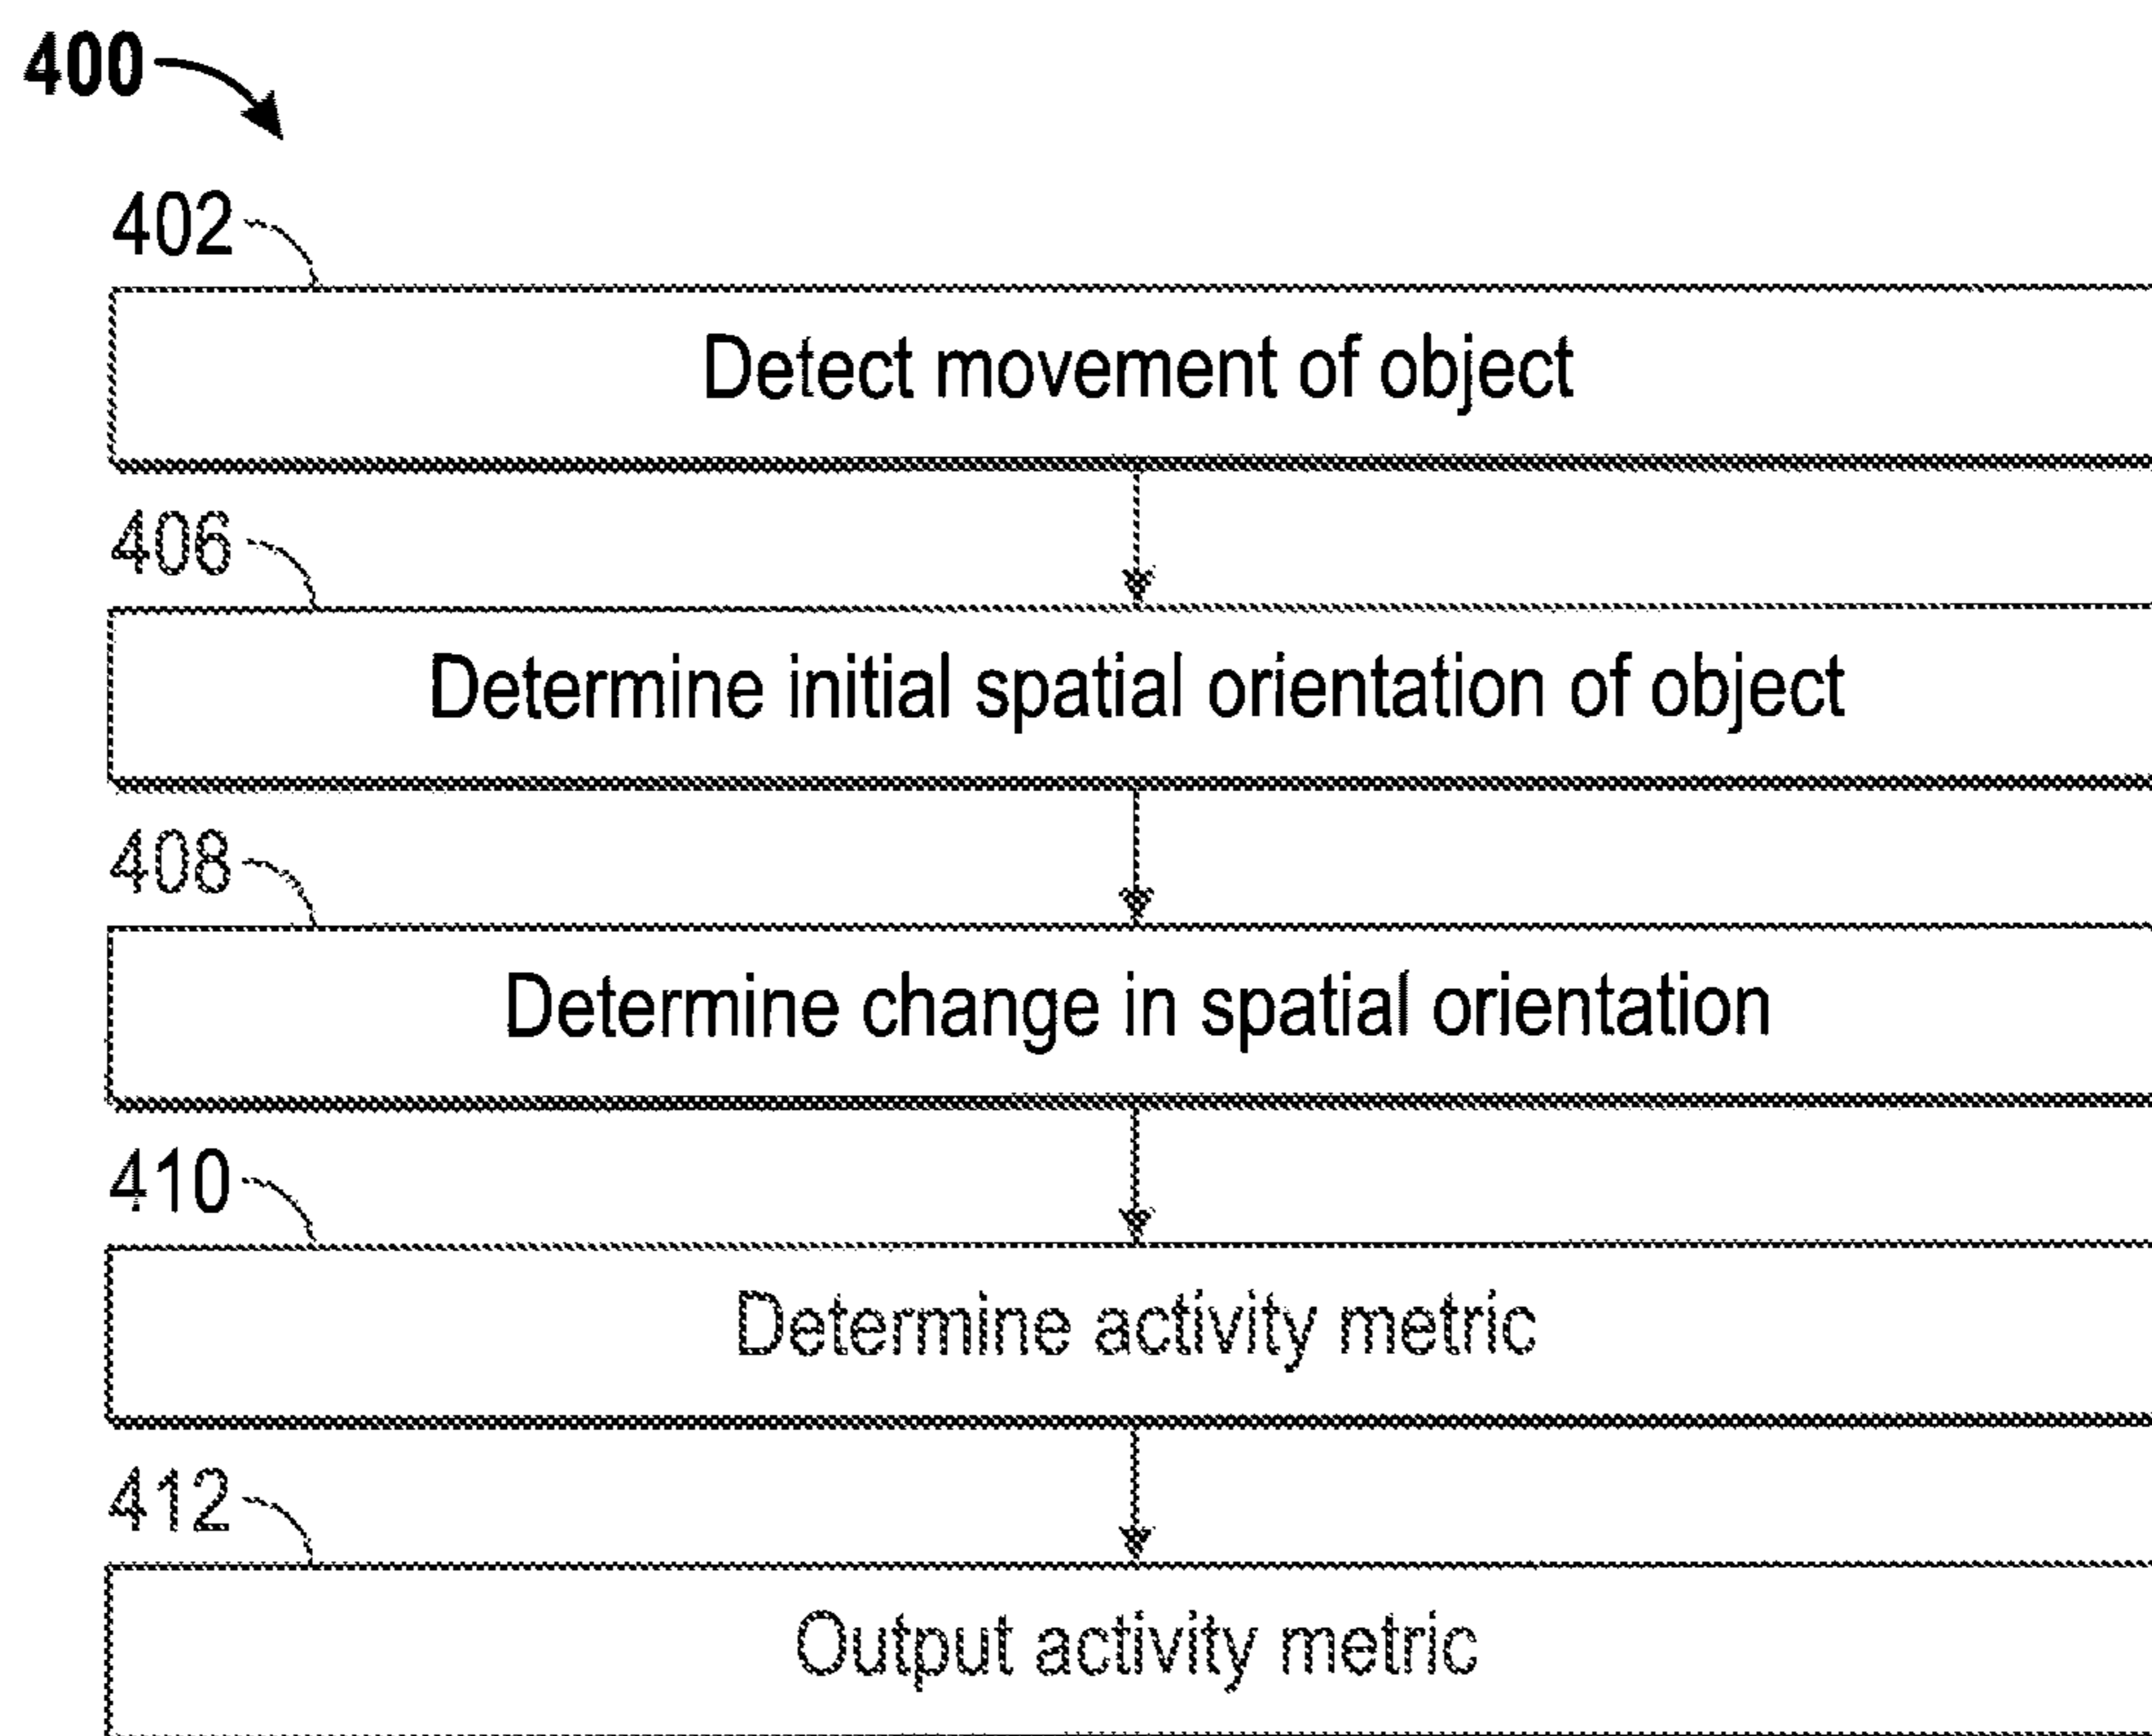 400
402
Detect movement of object
406
Determine initial spatial orientation of object
408
Determine change in spatial orientation
410
Determine activity metric
412
Output activity metric